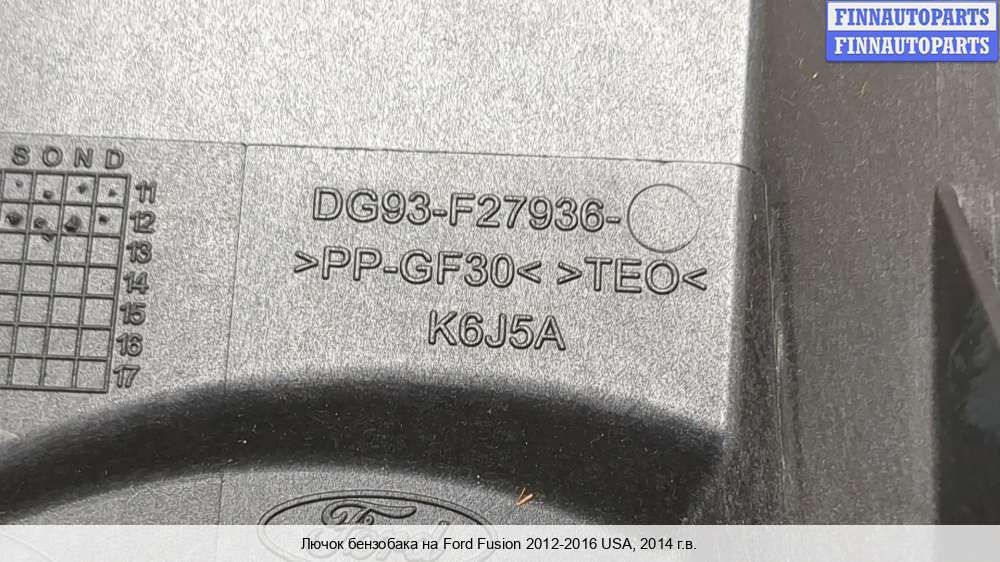 FINNAUTOPARTS
FINNAUTOPARTS
S O N D
11
12
13
14
15
16
17
DG93-F27936-
>PP-GF30< >TEO<
K6J5A
Ford
Лючок бензобака на Ford Fusion 2012-2016 USA, 2014 г.в.